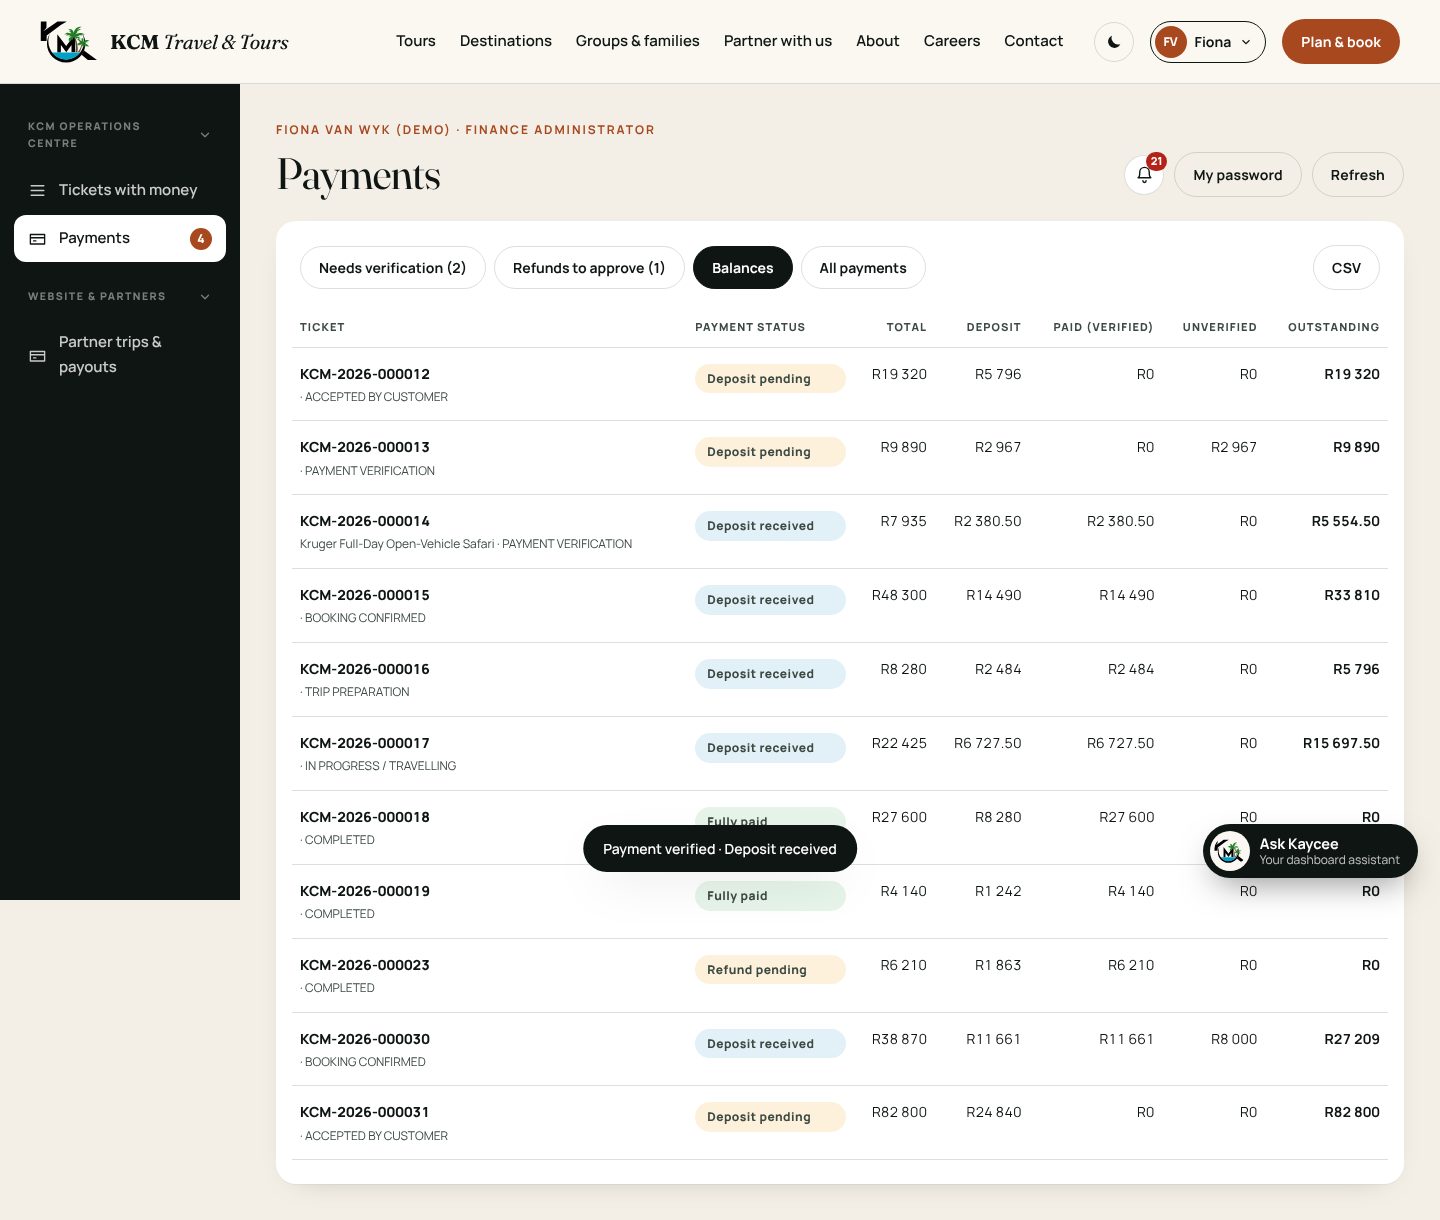 KCM Travel & Tours
Tours Destinations Groups & families Partner with us About Careers Contact FV Fiona Plan & book
KCM OPERATIONS
CENTRE
Tickets with money
Payments 4
WEBSITE & PARTNERS
Partner trips &
payouts
FIONA VAN WYK (DEMO) · FINANCE ADMINISTRATOR
Payments
21
My password Refresh
Needs verification (2) Refunds to approve (1) Balances All payments CSV
TICKET PAYMENT STATUS TOTAL DEPOSIT PAID (VERIFIED) UNVERIFIED OUTSTANDING
KCM-2026-000012 Deposit pending R19 320 R5 796 R0 R0 R19 320
· ACCEPTED BY CUSTOMER
KCM-2026-000013 Deposit pending R9 890 R2 967 R0 R2 967 R9 890
· PAYMENT VERIFICATION
KCM-2026-000014 Deposit received R7 935 R2 380.50 R2 380.50 R0 R5 554.50
Kruger Full-Day Open-Vehicle Safari · PAYMENT VERIFICATION
KCM-2026-000015 Deposit received R48 300 R14 490 R14 490 R0 R33 810
· BOOKING CONFIRMED
KCM-2026-000016 Deposit received R8 280 R2 484 R2 484 R0 R5 796
· TRIP PREPARATION
KCM-2026-000017 Deposit received R22 425 R6 727.50 R6 727.50 R0 R15 697.50
· IN PROGRESS / TRAVELLING
KCM-2026-000018 Fully paid R27 600 R8 280 R27 600 R0 R0
· COMPLETED
Payment verified · Deposit received
Ask Kaycee
Your dashboard assistant
KCM-2026-000019 Fully paid R4 140 R1 242 R4 140 R0 R0
· COMPLETED
KCM-2026-000023 Refund pending R6 210 R1 863 R6 210 R0 R0
· COMPLETED
KCM-2026-000030 Deposit received R38 870 R11 661 R11 661 R8 000 R27 209
· BOOKING CONFIRMED
KCM-2026-000031 Deposit pending R82 800 R24 840 R0 R0 R82 800
· ACCEPTED BY CUSTOMER